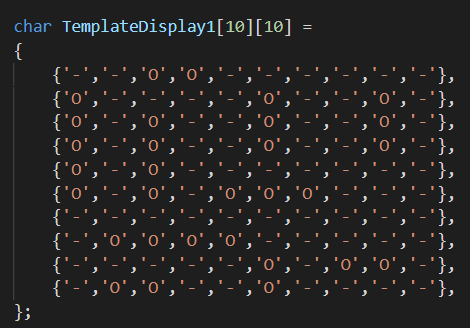 char TemplateDisplay1[10][10] =
{
{'-','-','O','O','-','-','-','-','-','-'},
{'O','-','-','-','-','O','-','-','O','-'},
{'O','-','O','-','-','O','-','-','O','-'},
{'O','-','O','-','-','O','-','-','O','-'},
{'O','-','O','-','-','-','-','-','-','-'},
{'O','-','O','-','O','O','O','-','-','-'},
{'-','-','-','-','-','-','-','-','-','-'},
{'-','O','O','O','O','-','-','-','-','-'},
{'-','-','-','-','-','O','-','O','O','-'},
{'-','O','O','-','-','O','-','-','-','-'},
};